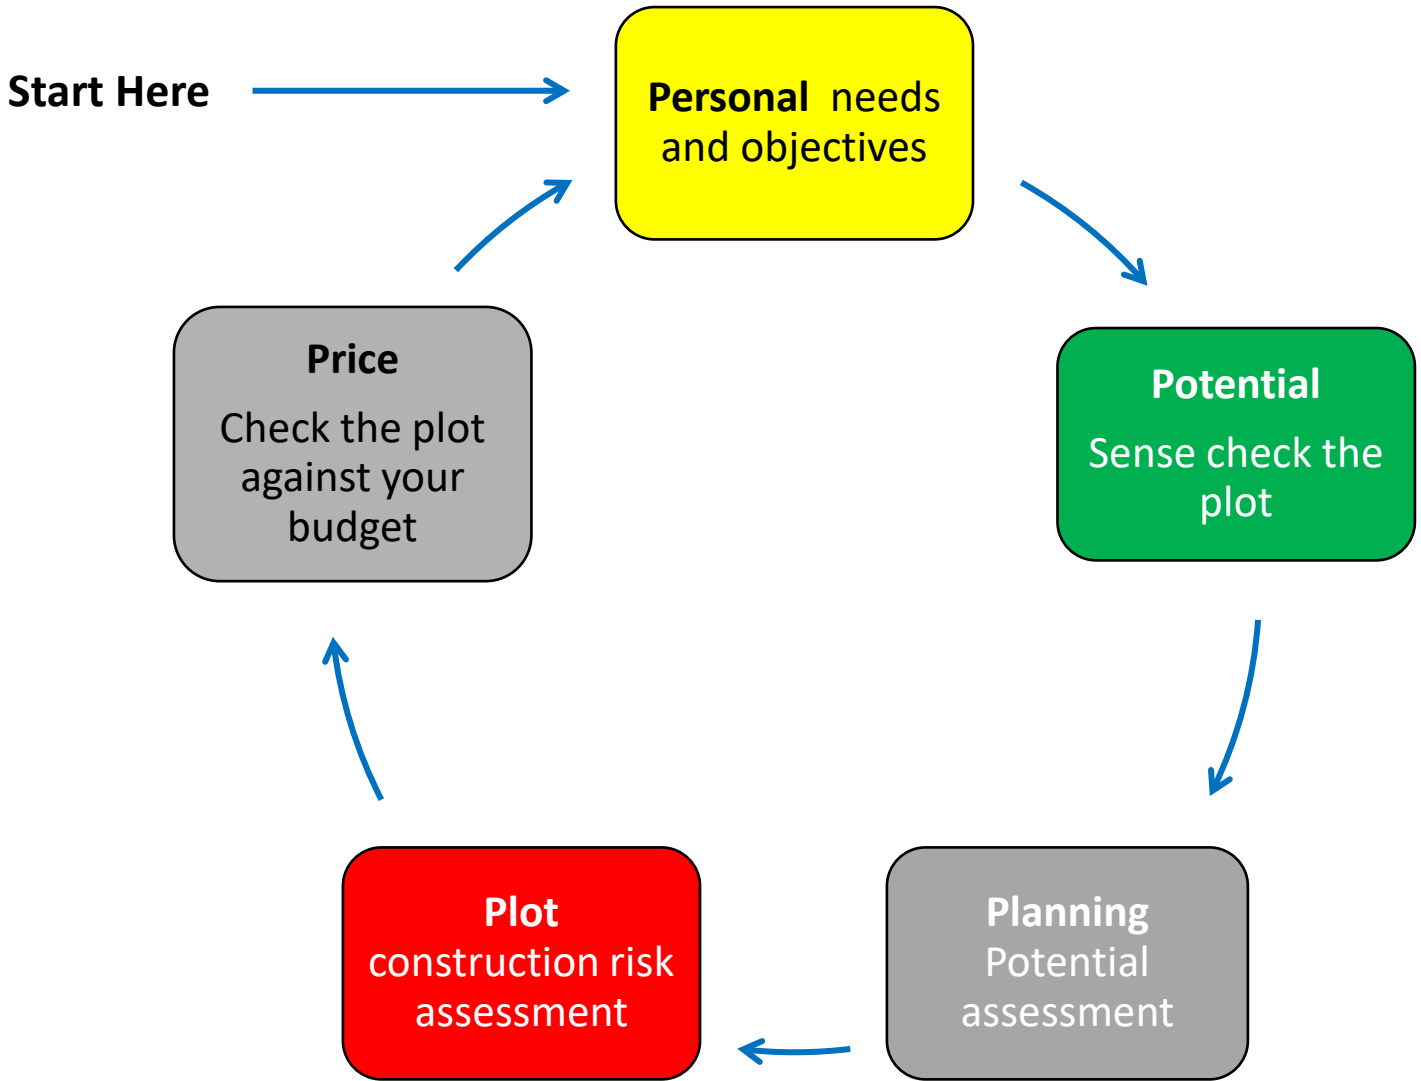 Start Here
Personal needs
and objectives
Potential
Sense check the
plot
Planning
Potential
assessment
Plot
construction risk
assessment
Price
Check the plot
against your
budget